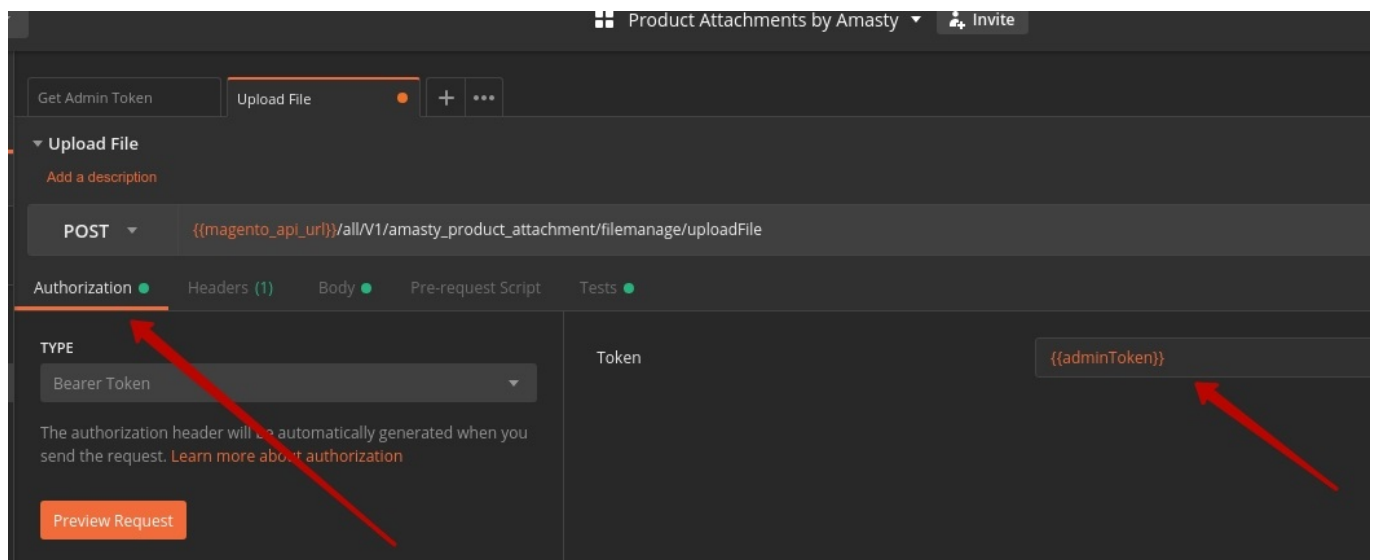 Product Attachments by Amasty Invite
Get Admin Token Upload File
Upload File
Add a description
POST {{magento_api_url}}/all/V1/amasty_product_attachment/filemanage/uploadFile
Authorization Headers (1) Body Pre-request Script Tests
TYPE
Bearer Token
Token {{adminToken}}
The authorization header will be automatically generated when you
send the request. Learn more about authorization
Preview Request